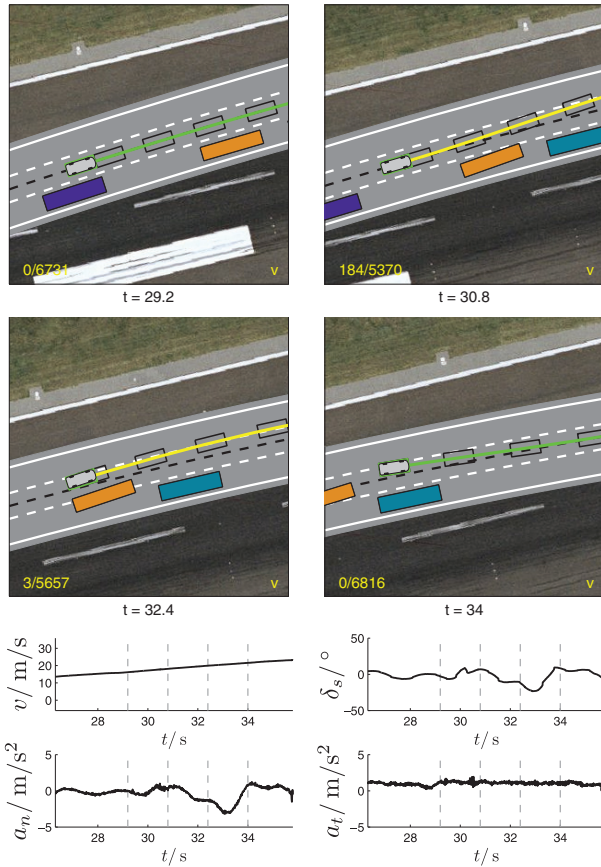 0/6731 v
184/5370 v
t = 29.2
t = 30.8
3/5657 v
0/6816 v
t = 32.4
t = 34
v/ m/s
30
20
10
0
28 30 32 34
t/ s
δs/ °
50
0
−50
28 30 32 34
t/ s
an/ m/s2
5
0
−5
28 30 32 34
t/ s
at/ m/s2
5
0
−5
28 30 32 34
t/ s